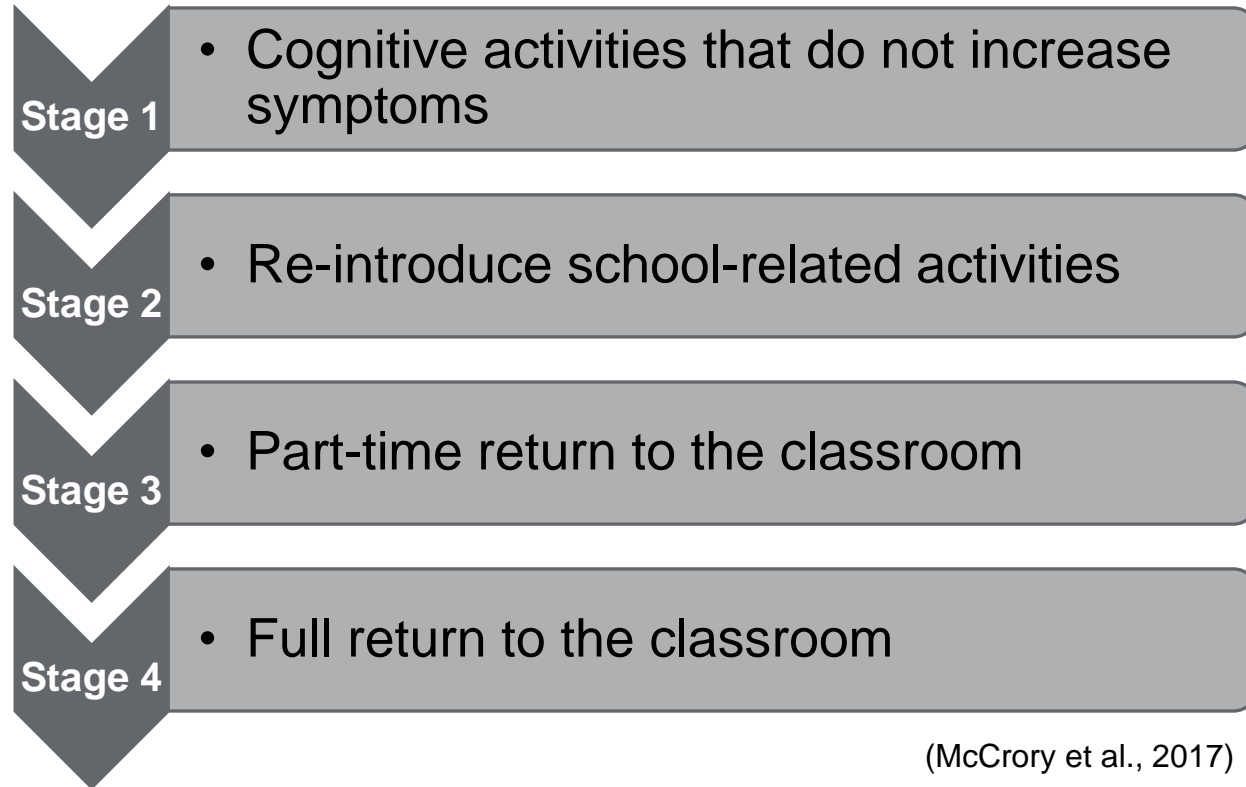 Stage 1
• Cognitive activities that do not increase
symptoms
Stage 2
• Re-introduce school-related activities
Stage 3
• Part-time return to the classroom
Stage 4
• Full return to the classroom
(McCrory et al., 2017)